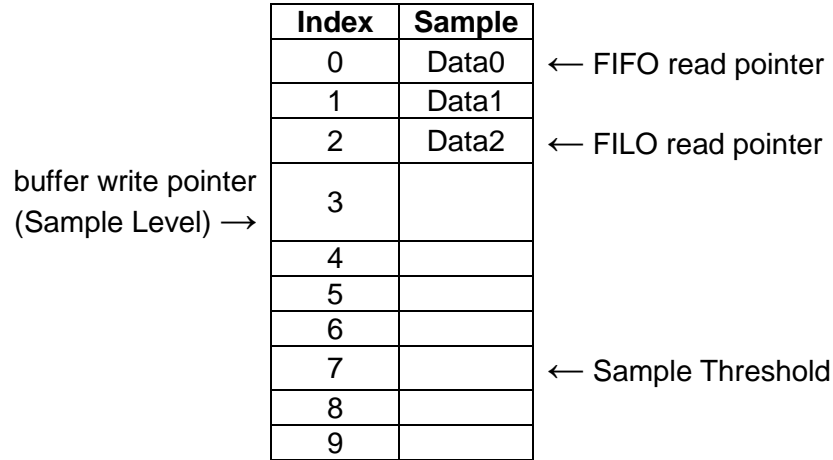 Index Sample
0 Data0 ← FIFO read pointer
1 Data1
2 Data2 ← FILO read pointer
buffer write pointer
(Sample Level) → 3
4
5
6
7 ← Sample Threshold
8
9